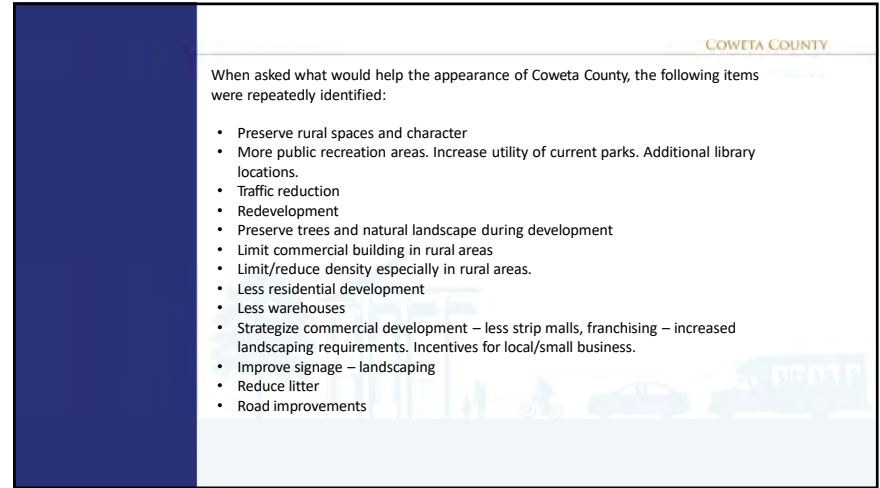 COWETA COUNTY
When asked what would help the appearance of Coweta County, the following items
were repeatedly identified:
• Preserve rural spaces and character
• More public recreation areas. Increase utility of current parks. Additional library
locations.
• Traffic reduction
• Redevelopment
• Preserve trees and natural landscape during development
• Limit commercial building in rural areas
• Limit/reduce density especially in rural areas.
• Less residential development
• Less warehouses
• Strategize commercial development – less strip malls, franchising – increased
landscaping requirements. Incentives for local/small business.
• Improve signage – landscaping
• Reduce litter
• Road improvements